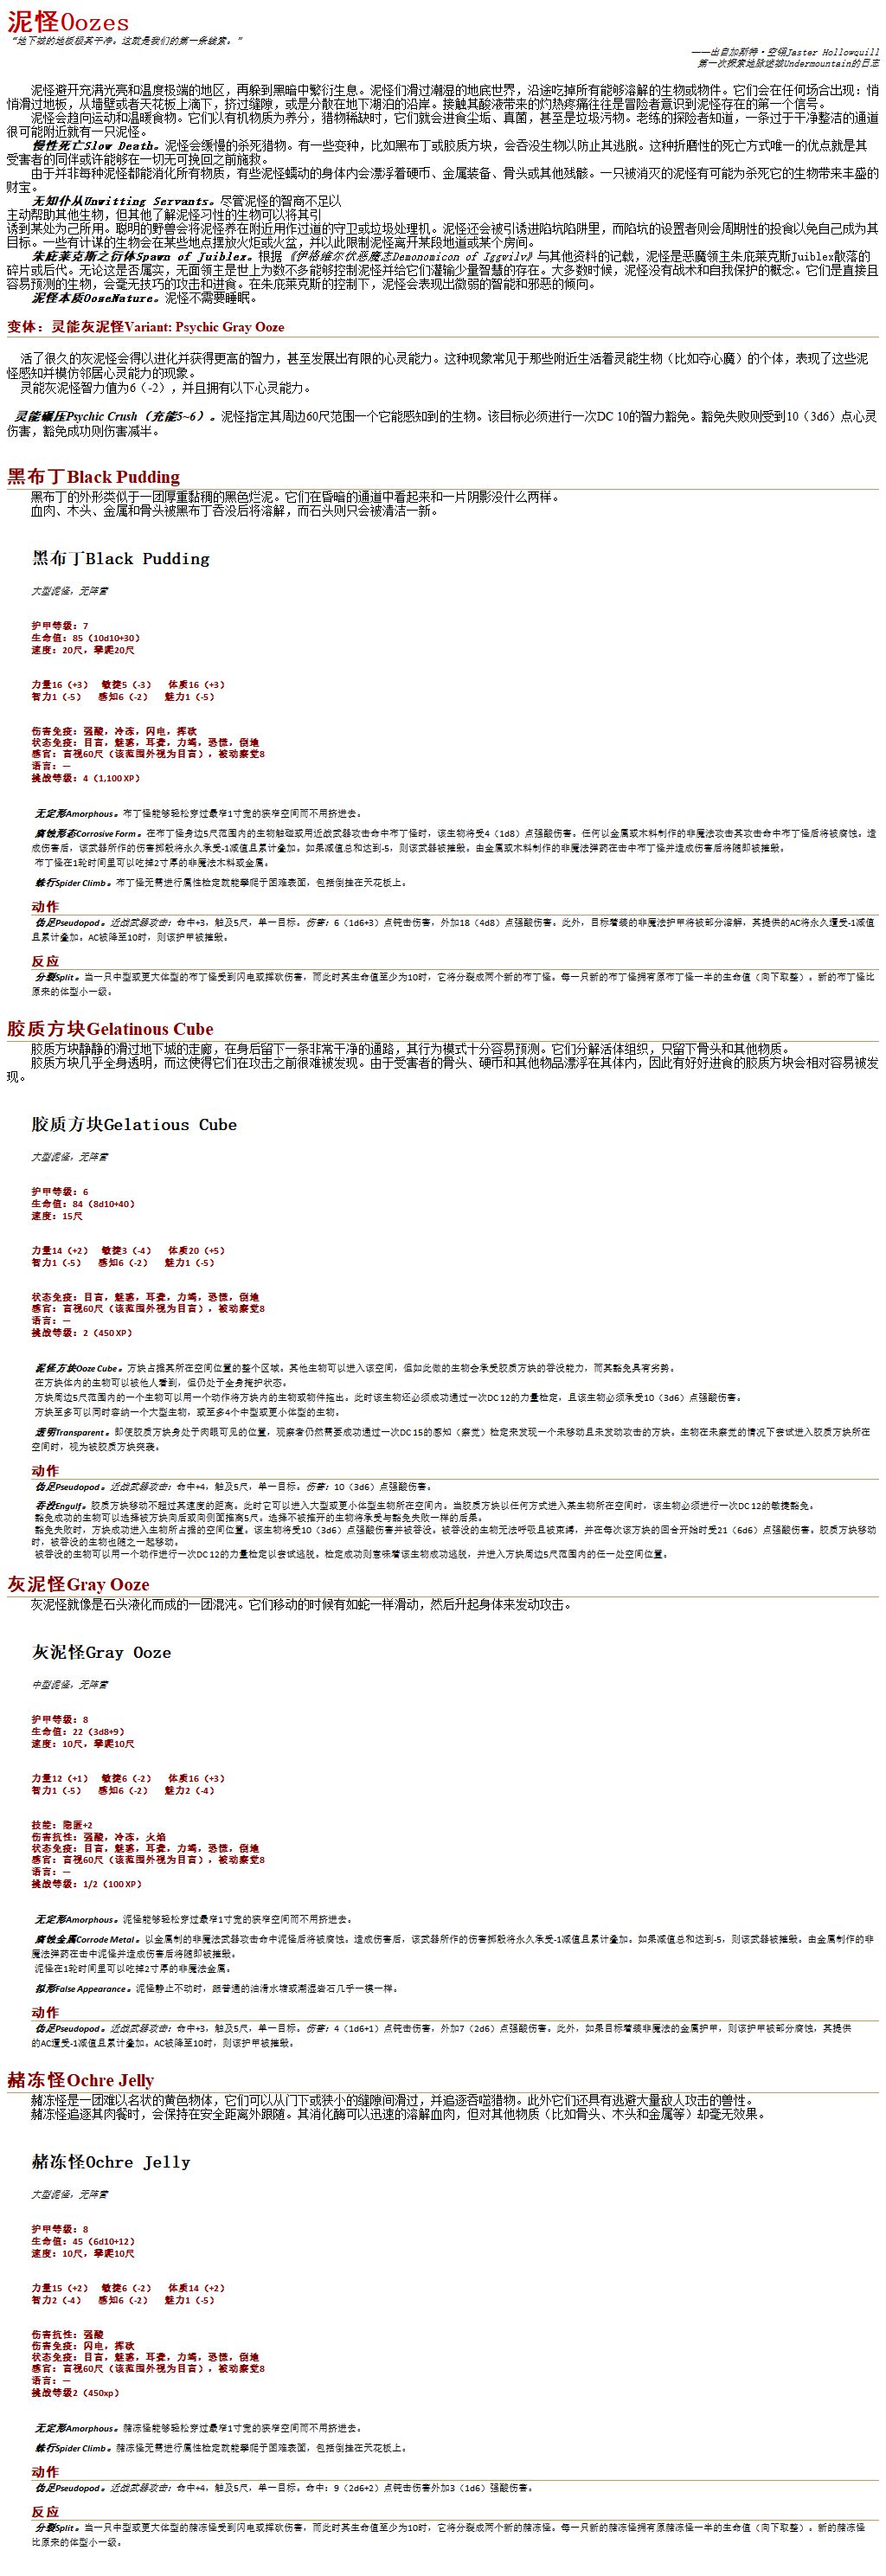 泥怪Oozes
“地下城的地板极其干净。这就是我们的第一条线索。”
——出自加斯特·空翎Jaster Hollowquill
第一次探索地脉迷城Undermountain的日志
泥怪避开充满光亮和温度极端的地区，再躲到黑暗中繁衍生息。泥怪们滑过潮湿的地底世界，沿途吃掉所有能够溶解的生物或物件。它们会在任何场合出现：悄
悄滑过地板，从墙壁或者天花板上滴下，挤过缝隙，或是分散在地下湖泊的沿岸。接触其酸液带来的灼热疼痛往往是冒险者意识到泥怪存在的第一个信号。
泥怪会趋向运动和温暖食物。它们以有机物质为养分，猎物稀缺时，它们就会进食尘垢、真菌，甚至是垃圾污物。老练的探险者知道，一条过于干净整洁的通道
很可能附近就有一只泥怪。
慢性死亡Slow Death。泥怪会缓慢的杀死猎物。有一些变种，比如黑布丁或胶质方块，会吞没生物以防止其逃脱。这种折磨性的死亡方式唯一的优点就是其
受害者的同伴或许能够在一切无可挽回之前施救。
由于并非每种泥怪都能消化所有物质，有些泥怪蠕动的身体内会漂浮着硬币、金属装备、骨头或其他残骸。一只被消灭的泥怪有可能为杀死它的生物带来丰盛的
财宝。
无知仆从Unwitting Servants。尽管泥怪的智商不足以
主动帮助其他生物，但其他了解泥怪习性的生物可以将其引
诱到某处为己所用。聪明的野兽会将泥怪养在附近用作过道的守卫或垃圾处理机。泥怪还会被引诱进陷坑陷阱里，而陷坑的设置者则会周期性的投食以免自己成为其
目标。一些有计谋的生物会在某些地点摆放火炬或火盆，并以此限制泥怪离开某段地道或某个房间。
朱庇莱克斯之衍体Spawn of Juiblex。根据《伊格维尔伏恶魔志Demonomicon of Iggwilv》与其他资料的记载，泥怪是恶魔领主朱庇莱克斯Juiblex散落的
碎片或后代。无论这是否属实，无面领主是世上为数不多能够控制泥怪并给它们灌输少量智慧的存在。大多数时候，泥怪没有战术和自我保护的概念。它们是直接且
容易预测的生物，会毫无技巧的攻击和进食。在朱庇莱克斯的控制下，泥怪会表现出微弱的智能和邪恶的倾向。
泥怪本质OozeNature。泥怪不需要睡眠。
变体：灵能灰泥怪Variant: Psychic Gray Ooze
活了很久的灰泥怪会得以进化并获得更高的智力，甚至发展出有限的心灵能力。这种现象常见于那些附近生活着灵能生物（比如夺心魔）的个体，表现了这些泥
怪感知并模仿邻居心灵能力的现象。
灵能灰泥怪智力值为6（-2），并且拥有以下心灵能力。
灵能碾压Psychic Crush（充能5~6）。泥怪指定其周边60尺范围一个它能感知到的生物。该目标必须进行一次DC 10的智力豁免。豁免失败则受到10（3d6）点心灵
伤害，豁免成功则伤害减半。
黑布丁Black Pudding
黑布丁的外形类似于一团厚重黏稠的黑色烂泥。它们在昏暗的通道中看起来和一片阴影没什么两样。
血肉、木头、金属和骨头被黑布丁吞没后将溶解，而石头则只会被清洁一新。
黑布丁Black Pudding
大型泥怪，无阵营
护甲等级：7
生命值：85（10d10+30）
速度：20尺，攀爬20尺
力量16（+3） 敏捷5（-3） 体质16（+3）
智力1（-5） 感知6（-2） 魅力1（-5）
伤害免疫：强酸，冷冻，闪电，挥砍
状态免疫：目盲，魅惑，耳聋，力竭，恐慌，倒地
感官：盲视60尺（该范围外视为目盲），被动察觉8
语言：—
挑战等级：4（1,100 XP）
无定形Amorphous。布丁怪能够轻松穿过最窄1寸宽的狭窄空间而不用挤进去。
腐蚀形态Corrosive Form。在布丁怪身边5尺范围内的生物触碰或用近战武器攻击命中布丁怪时，该生物将受4（1d8）点强酸伤害。任何以金属或木料制作的非魔法攻击其攻击命中布丁怪后将被腐蚀。造
成伤害后，该武器所作的伤害掷骰将永久承受-1减值且累计叠加。如果减值总和达到-5，则该武器被摧毁。由金属或木料制作的非魔法弹药在击中布丁怪并造成伤害后将随即被摧毁。
布丁怪在1轮时间里可以吃掉2寸厚的非魔法木料或金属。
蛛行Spider Climb。布丁怪无需进行属性检定就能攀爬于困难表面，包括倒挂在天花板上。
动作
伪足Pseudopod。近战武器攻击：命中+3，触及5尺，单一目标。伤害：6（1d6+3）点钝击伤害，外加18（4d8）点强酸伤害。此外，目标着装的非魔法护甲将被部分溶解，其提供的AC将永久遭受-1减值
且累计叠加。AC被降至10时，则该护甲被摧毁。
反应
分裂Split。当一只中型或更大体型的布丁怪受到闪电或挥砍伤害，而此时其生命值至少为10时，它将分裂成两个新的布丁怪。每一只新的布丁怪拥有原布丁怪一半的生命值（向下取整）。新的布丁怪比
原来的体型小一级。
胶质方块Gelatinous Cube
胶质方块静静的滑过地下城的走廊，在身后留下一条非常干净的通路，其行为模式十分容易预测。它们分解活体组织，只留下骨头和其他物质。
胶质方块几乎全身透明，而这使得它们在攻击之前很难被发现。由于受害者的骨头、硬币和其他物品漂浮在其体内，因此有好好进食的胶质方块会相对容易被发
现。
胶质方块Gelatious Cube
大型泥怪，无阵营
护甲等级：6
生命值：84（8d10+40）
速度：15尺
力量14（+2） 敏捷3（-4） 体质20（+5）
智力1（-5） 感知6（-2） 魅力1（-5）
状态免疫：目盲，魅惑，耳聋，力竭，恐慌，倒地
感官：盲视60尺（该范围外视为目盲），被动察觉8
语言：—
挑战等级：2（450 XP）
泥怪方块Ooze Cube。方块占据其所在空间位置的整个区域。其他生物可以进入该空间，但如此做的生物会承受胶质方块的吞没能力，而其豁免具有劣势。
在方块体内的生物可以被他人看到，但仍处于全身掩护状态。
方块周边5尺范围内的一个生物可以用一个动作将方块内的生物或物件拖出。此时该生物还必须成功通过一次DC 12的力量检定，且该生物必须承受10（3d6）点强酸伤害。
方块至多可以同时容纳一个大型生物，或至多4个中型或更小体型的生物。
透明Transparent。即使胶质方块身处于肉眼可见的位置，观察者仍然需要成功通过一次DC 15的感知（察觉）检定来发现一个未移动且未发动攻击的方块。生物在未察觉的情况下尝试进入胶质方块所在
空间时，视为被胶质方块突袭。
动作
伪足Pseudopod。近战武器攻击：命中+4，触及5尺，单一目标。伤害：10（3d6）点强酸伤害。
吞没Engulf。胶质方块移动不超过其速度的距离。此时它可以进入大型或更小体型生物所在空间内。当胶质方块以任何方式进入某生物所在空间时，该生物必须进行一次DC 12的敏捷豁免。
豁免成功的生物可以选择被方块向后或向侧面推离5尺。选择不被推开的生物将承受与豁免失败一样的后果。
豁免失败时，方块成功进入生物所占据的空间位置。该生物将受10（3d6）点强酸伤害并被吞没。被吞没的生物无法呼吸且被束缚，并在每次该方块的回合开始时受21（6d6）点强酸伤害。胶质方块移动
时，被吞没的生物也随之一起移动。
被吞没的生物可以用一个动作进行一次DC 12的力量检定以尝试逃脱。检定成功则意味着该生物成功逃脱，并进入方块周边5尺范围内的任一处空间位置。
灰泥怪Gray Ooze
灰泥怪就像是石头液化而成的一团混沌。它们移动的时候有如蛇一样滑动，然后升起身体来发动攻击。
灰泥怪Gray Ooze
中型泥怪，无阵营
护甲等级：8
生命值：22（3d8+9）
速度：10尺，攀爬10尺
力量12（+1） 敏捷6（-2） 体质16（+3）
智力1（-5） 感知6（-2） 魅力2（-4）
技能：隐匿+2
伤害抗性：强酸，冷冻，火焰
状态免疫：目盲，魅惑，耳聋，力竭，恐慌，倒地
感官：盲视60尺（该范围外视为目盲），被动察觉8
语言：—
挑战等级：1/2（100 XP）
无定形Amorphous。泥怪能够轻松穿过最窄1寸宽的狭窄空间而不用挤进去。
腐蚀金属Corrode Metal。以金属制的非魔法武器攻击命中泥怪后将被腐蚀。造成伤害后，该武器所作的伤害掷骰将永久承受-1减值且累计叠加。如果减值总和达到-5，则该武器被摧毁。由金属制作的非
魔法弹药在击中泥怪并造成伤害后将随即被摧毁。
泥怪在1轮时间里可以吃掉2寸厚的非魔法金属。
拟形False Appearance。泥怪静止不动时，跟普通的油滑水塘或潮湿岩石几乎一模一样。
动作
伪足Pseudopod。近战武器攻击：命中+3，触及5尺，单一目标。伤害：4（1d6+1）点钝击伤害，外加7（2d6）点强酸伤害。此外，如果目标着装非魔法的金属护甲，则该护甲被部分腐蚀，其提供
的AC遭受-1减值且累计叠加。AC被降至10时，则该护甲被摧毁。
赭冻怪Ochre Jelly
赭冻怪是一团难以名状的黄色物体，它们可以从门下或狭小的缝隙间滑过，并追逐吞噬猎物。此外它们还具有逃避大量敌人攻击的兽性。
赭冻怪追逐其肉餐时，会保持在安全距离外跟随。其消化酶可以迅速的溶解血肉，但对其他物质（比如骨头、木头和金属等）却毫无效果。
赭冻怪Ochre Jelly
大型泥怪，无阵营
护甲等级：8
生命值：45（6d10+12）
速度：10尺，攀爬10尺
力量15（+2） 敏捷6（-2） 体质14（+2）
智力2（-4） 感知6（-2） 魅力1（-5）
伤害抗性：强酸
伤害免疫：闪电，挥砍
状态免疫：目盲，魅惑，耳聋，力竭，恐慌，倒地
感官：盲视60尺（该范围外视为目盲），被动察觉8
语言：—
挑战等级2（450xp）
无定形Amorphous。赭冻怪能够轻松穿过最窄1寸宽的狭窄空间而不用挤进去。
蛛行Spider Climb。赭冻怪无需进行属性检定就能攀爬于困难表面，包括倒挂在天花板上。
动作
伪足Pseudopod。近战武器攻击：命中+4，触及5尺，单一目标。命中：9（2d6+2）点钝击伤害外加3（1d6）强酸伤害。
反应
分裂Split。当一只中型或更大体型的赭冻怪受到闪电或挥砍伤害，而此时其生命值至少为10时，它将分裂成两个新的赭冻怪。每一只新的赭冻怪拥有原赭冻怪一半的生命值（向下取整）。新的赭冻怪
比原来的体型小一级。